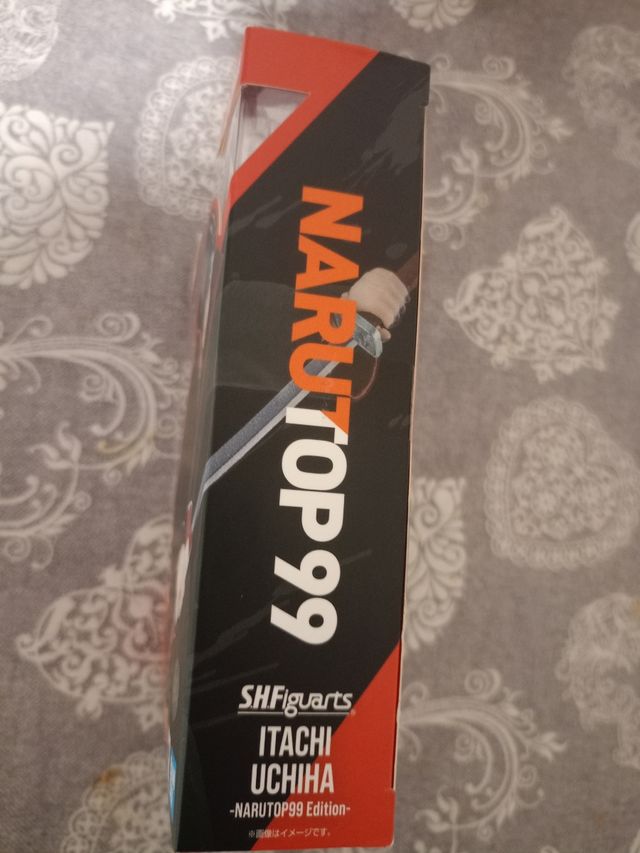 NARUTOP99
S.H.Figuarts
ITACHI
UCHIHA
-NARUTOP99 Edition-
※画像はイメージです。